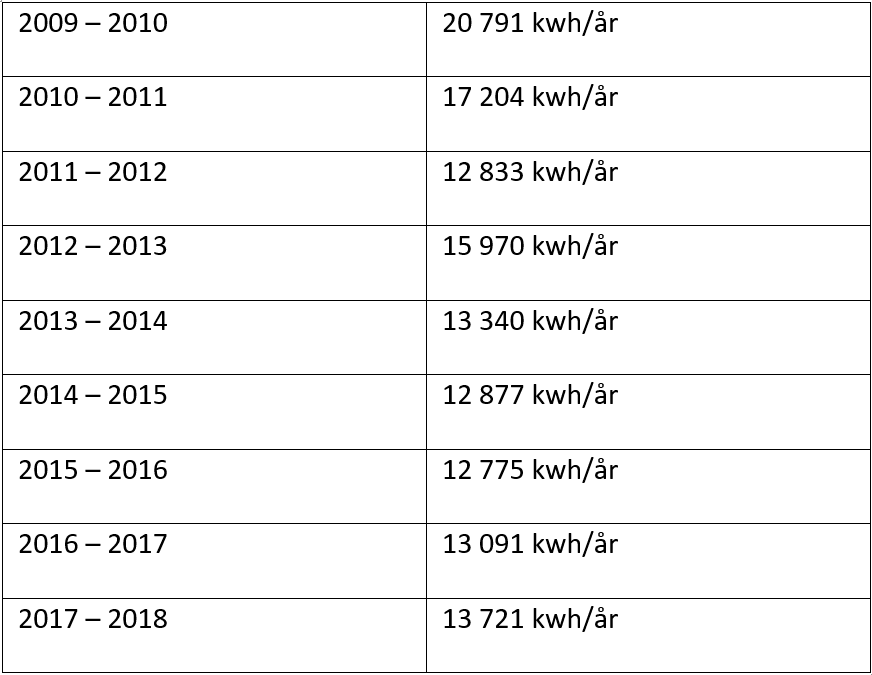 2009 – 2010 20 791 kwh/år
2010 – 2011 17 204 kwh/år
2011 – 2012 12 833 kwh/år
2012 – 2013 15 970 kwh/år
2013 – 2014 13 340 kwh/år
2014 – 2015 12 877 kwh/år
2015 – 2016 12 775 kwh/år
2016 – 2017 13 091 kwh/år
2017 – 2018 13 721 kwh/år